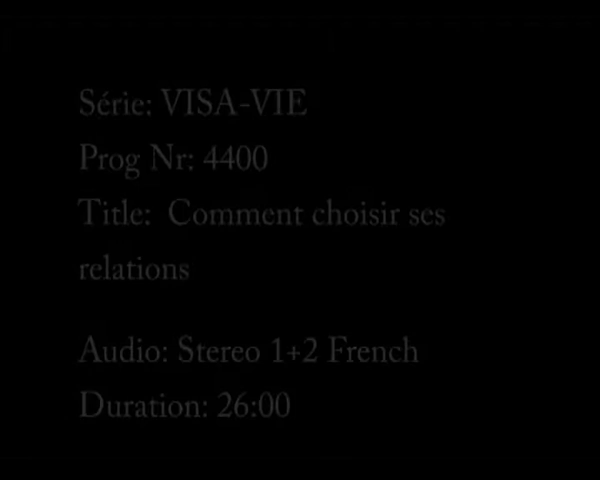 Série: VISA-VIE
Prog Nr: 4400
Title: Comment choisir ses
relations
Audio: Stereo 1+2 French
Duration: 26:00